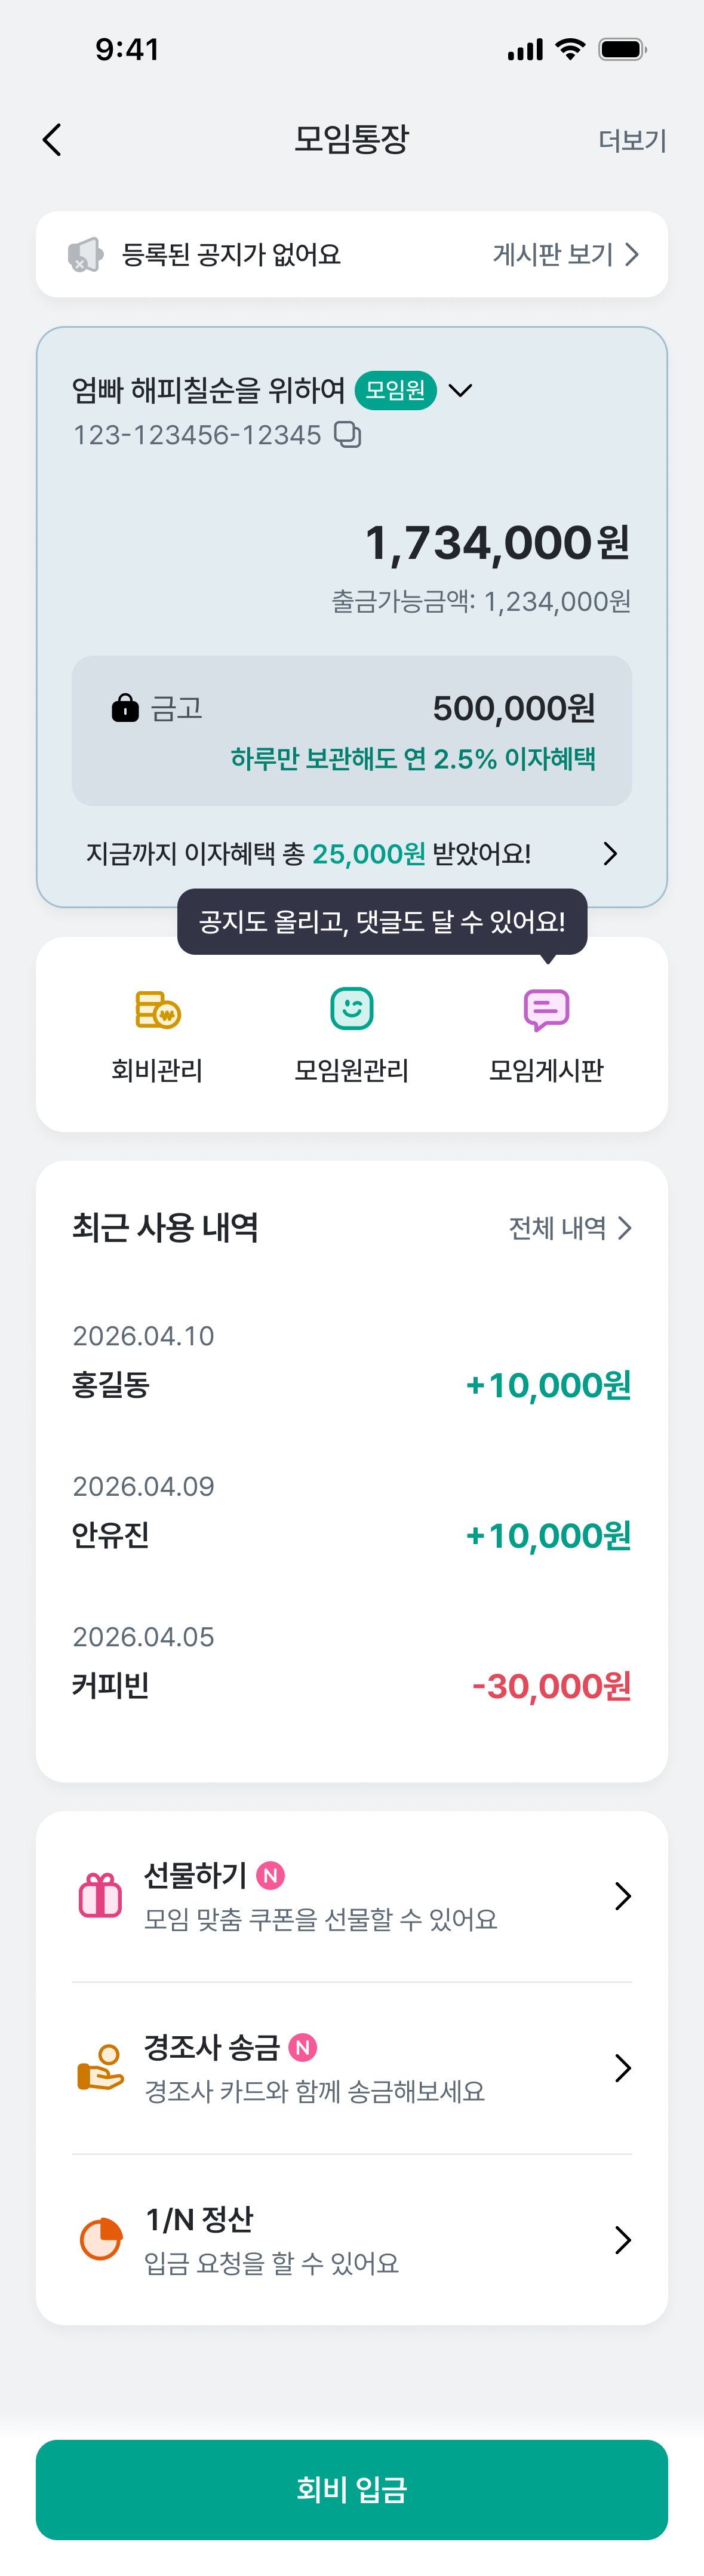 9:41
모임통장
더보기
등록된 공지가 없어요
게시판 보기
엄빠 해피칠순을 위하여 모임원
123-123456-12345
1,734,000원
출금가능금액: 1,234,000원
금고
500,000원
하루만 보관해도 연 2.5% 이자혜택
지금까지 이자혜택 총 25,000원 받았어요!
공지도 올리고, 댓글도 달 수 있어요!
회비관리
모임원관리
모임게시판
최근 사용 내역
전체 내역
2026.04.10
홍길동
+10,000원
2026.04.09
안유진
+10,000원
2026.04.05
커피빈
-30,000원
선물하기 N
모임 맞춤 쿠폰을 선물할 수 있어요
경조사 송금 N
경조사 카드와 함께 송금해보세요
1/N 정산
입금 요청을 할 수 있어요
회비 입금